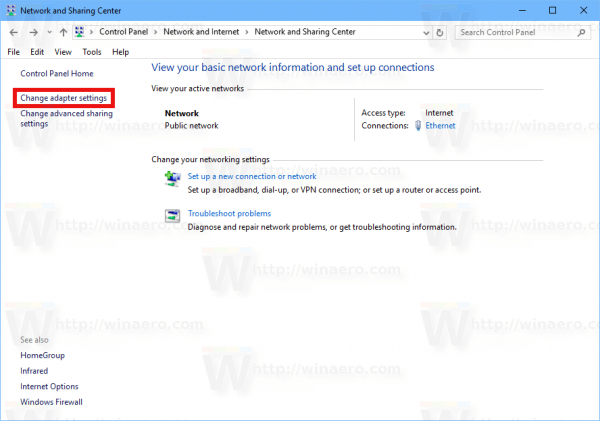 Network and Sharing Center
Control Panel > Network and Internet > Network and Sharing Center
Search Control Panel
File Edit View Tools Help
Control Panel Home
Change adapter settings
Change advanced sharing
settings
View your basic network information and set up connections
View your active networks
Network
Public network
Access type: Internet
Connections: Ethernet
Change your networking settings
Set up a new connection or network
Set up a broadband, dial-up, or VPN connection; or set up a router or access point.
Troubleshoot problems
Diagnose and repair network problems, or get troubleshooting information.
See also
HomeGroup
Infrared
Internet Options
Windows Firewall
W http://winaero.com